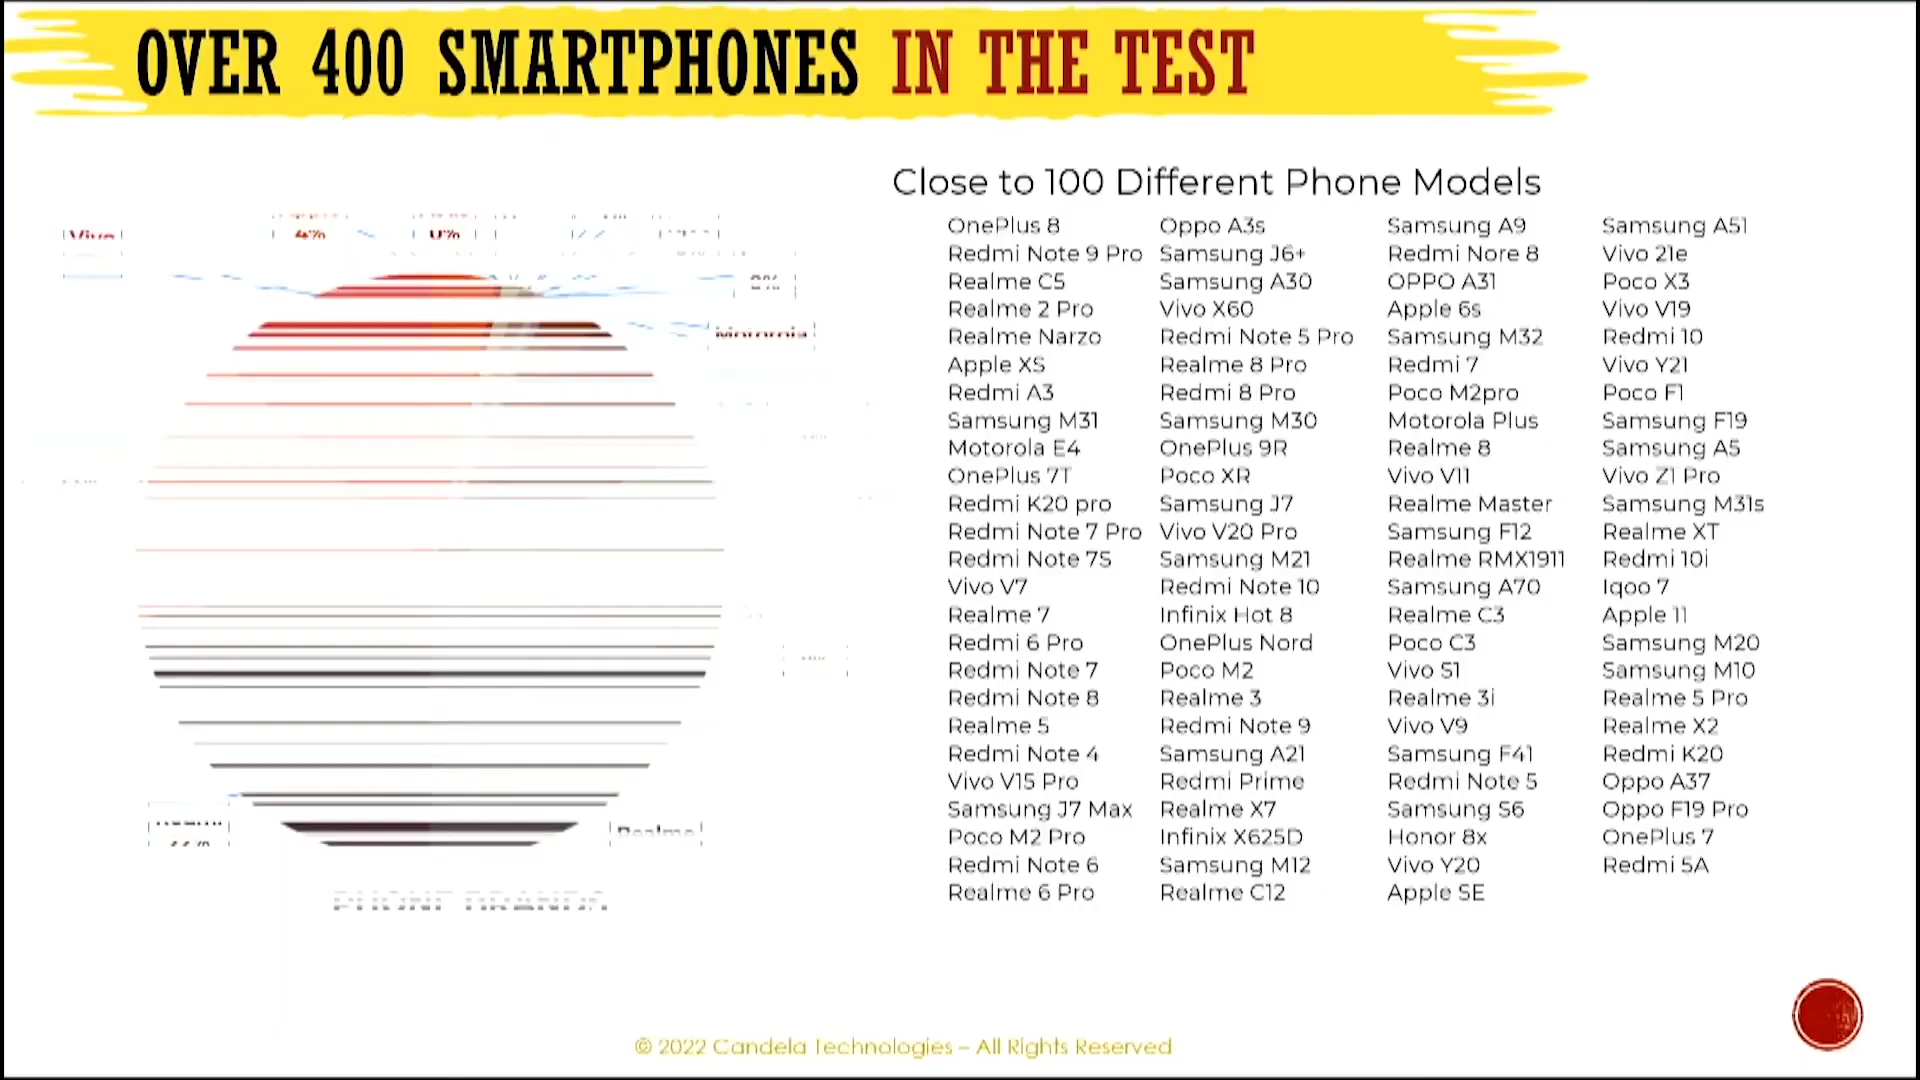 OVER 400 SMARTPHONES IN THE TEST
Close to 100 Different Phone Models
OnePlus 8
Redmi Note 9 Pro
Realme C5
Realme 2 Pro
Realme Narzo
Apple XS
Redmi A3
Samsung M31
Motorola E4
OnePlus 7T
Redmi K20 pro
Redmi Note 7 Pro
Redmi Note 7S
Vivo V7
Realme 7
Redmi 6 Pro
Redmi Note 7
Redmi Note 8
Realme 5
Redmi Note 4
Vivo V15 Pro
Samsung J7 Max
Poco M2 Pro
Redmi Note 6
Realme 6 Pro
Oppo A3s
Samsung J6+
Samsung A30
Vivo X60
Redmi Note 5 Pro
Realme 8 Pro
Redmi 8 Pro
Samsung M30
OnePlus 9R
Poco XR
Samsung J7
Vivo V20 Pro
Samsung M21
Redmi Note 10
Infinix Hot 8
OnePlus Nord
Poco M2
Realme 3
Redmi Note 9
Samsung A21
Redmi Prime
Realme X7
Infinix X625D
Samsung M12
Realme C12
Samsung A9
Redmi Nore 8
OPPO A31
Apple 6s
Samsung M32
Redmi 7
Poco M2pro
Motorola Plus
Realme 8
Vivo V11
Realme Master
Samsung F12
Realme RMX1911
Samsung A70
Realme C3
Poco C3
Vivo S1
Realme 3i
Vivo V9
Samsung F41
Redmi Note 5
Samsung S6
Honor 8x
Vivo Y20
Apple SE
Samsung A51
Vivo 21e
Poco X3
Vivo V19
Redmi 10
Vivo Y21
Poco F1
Samsung F19
Samsung A5
Vivo Z1 Pro
Samsung M31s
Realme XT
Redmi 10i
Iqoo 7
Apple 11
Samsung M20
Samsung M10
Realme 5 Pro
Realme X2
Redmi K20
Oppo A37
Oppo F19 Pro
OnePlus 7
Redmi 5A
Vivo
4%
0%
Motorola
Realme
© 2022 Candela Technologies – All Rights Reserved